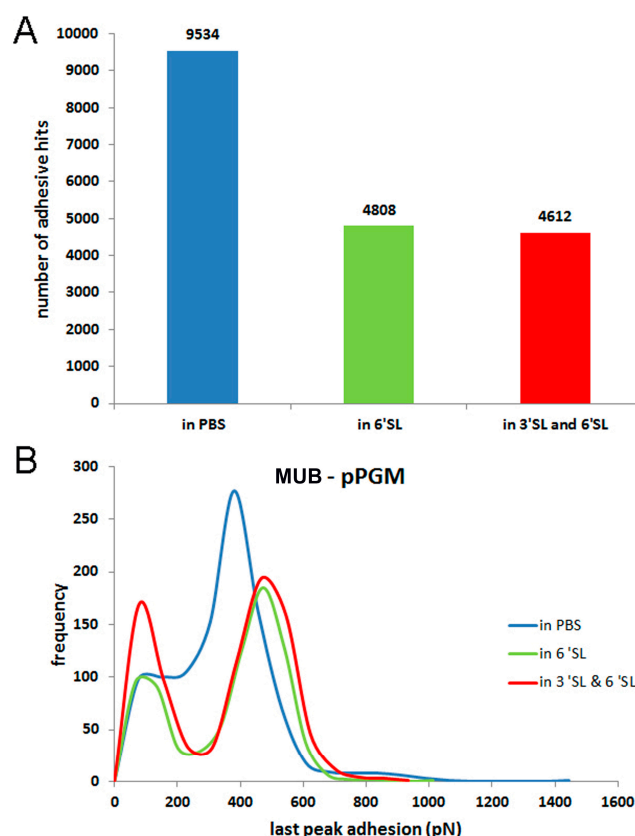 A
10000
9000
8000
7000
6000
5000
4000
3000
2000
1000
0
number of adhesive hits
9534
4808
4612
in PBS
in 6'SL
in 3'SL and 6'SL
B
MUB - pPGM
300
250
200
150
100
50
0
frequency
in PBS
in 6 'SL
in 3 'SL & 6 'SL
0 200 400 600 800 1000 1200 1400 1600
last peak adhesion (pN)